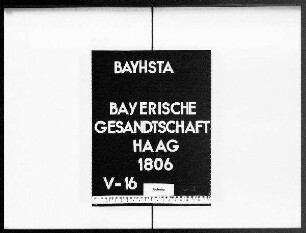 BAYHSTA
BAYERISCHE
GESANDTSCHAFT
HAAG
1806
V-16